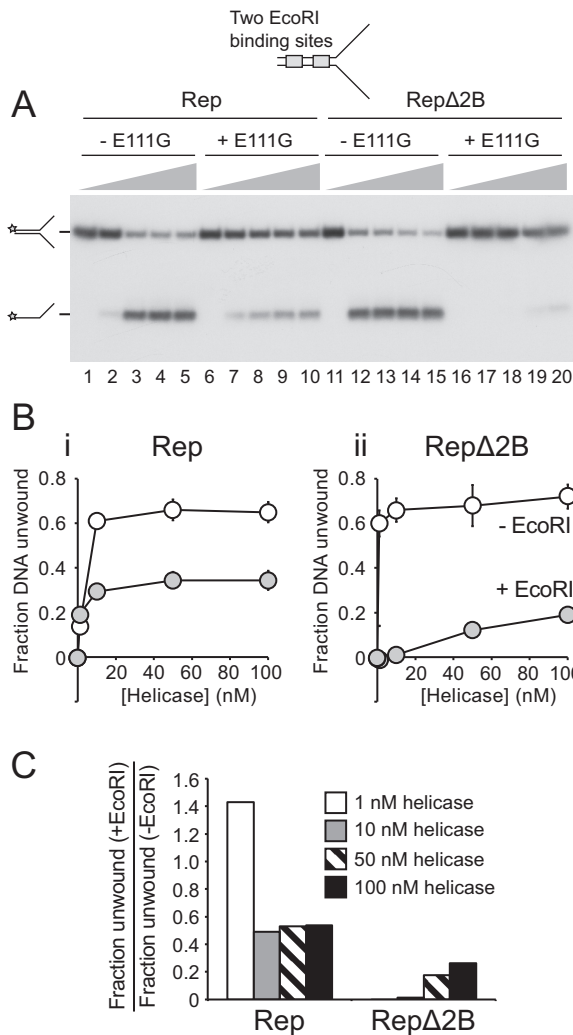 Two EcoRI
binding sites
A
Rep RepΔ2B
- E111G + E111G - E111G + E111G
1 2 3 4 5 6 7 8 9 10 11 12 13 14 15 16 17 18 19 20
B
i Rep ii RepΔ2B
Fraction DNA unwound
0.8
0.6
0.4
0.2
0
20 40 60 80 100
[Helicase] (nM)
Fraction DNA unwound
0.8
0.6
0.4
0.2
0
20 40 60 80 100
[Helicase] (nM)
- EcoRI
+ EcoRI
C
Fraction unwound (+EcoRI)
Fraction unwound (-EcoRI)
1.6
1.4
1.2
1.0
0.8
0.6
0.4
0.2
0
1 nM helicase
10 nM helicase
50 nM helicase
100 nM helicase
Rep RepΔ2B